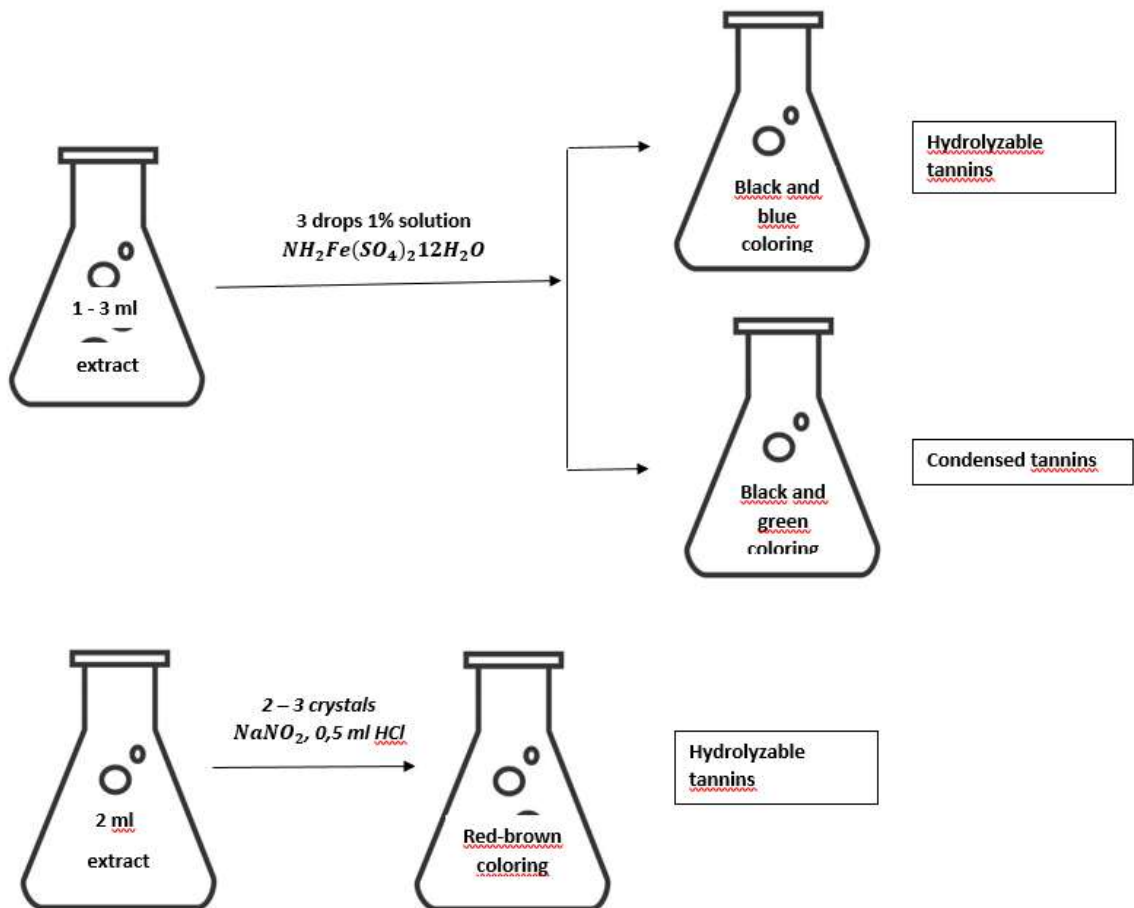 1 - 3 ml
extract
3 drops 1% solution
NH₂Fe(SO₄)₂12H₂O
Black and
blue
coloring
Hydrolyzable
tannins
Black and
green
coloring
Condensed tannins
2 ml
extract
2 – 3 crystals
NaNO₂, 0,5 ml HCl
Red-brown
coloring
Hydrolyzable
tannins